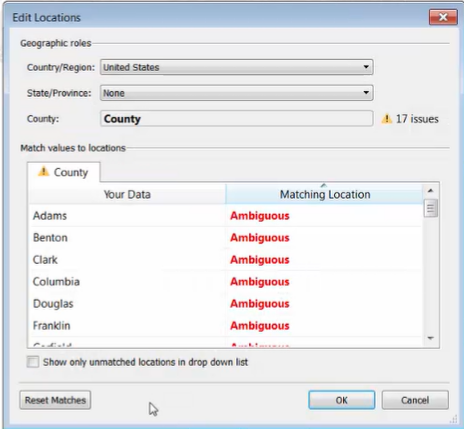 Edit Locations
Geographic roles
Country/Region: United States
State/Province: None
County: County 17 issues
Match values to locations
County
Your Data Matching Location
Adams Ambiguous
Benton Ambiguous
Clark Ambiguous
Columbia Ambiguous
Douglas Ambiguous
Franklin Ambiguous
Show only unmatched locations in drop down list
Reset Matches OK Cancel